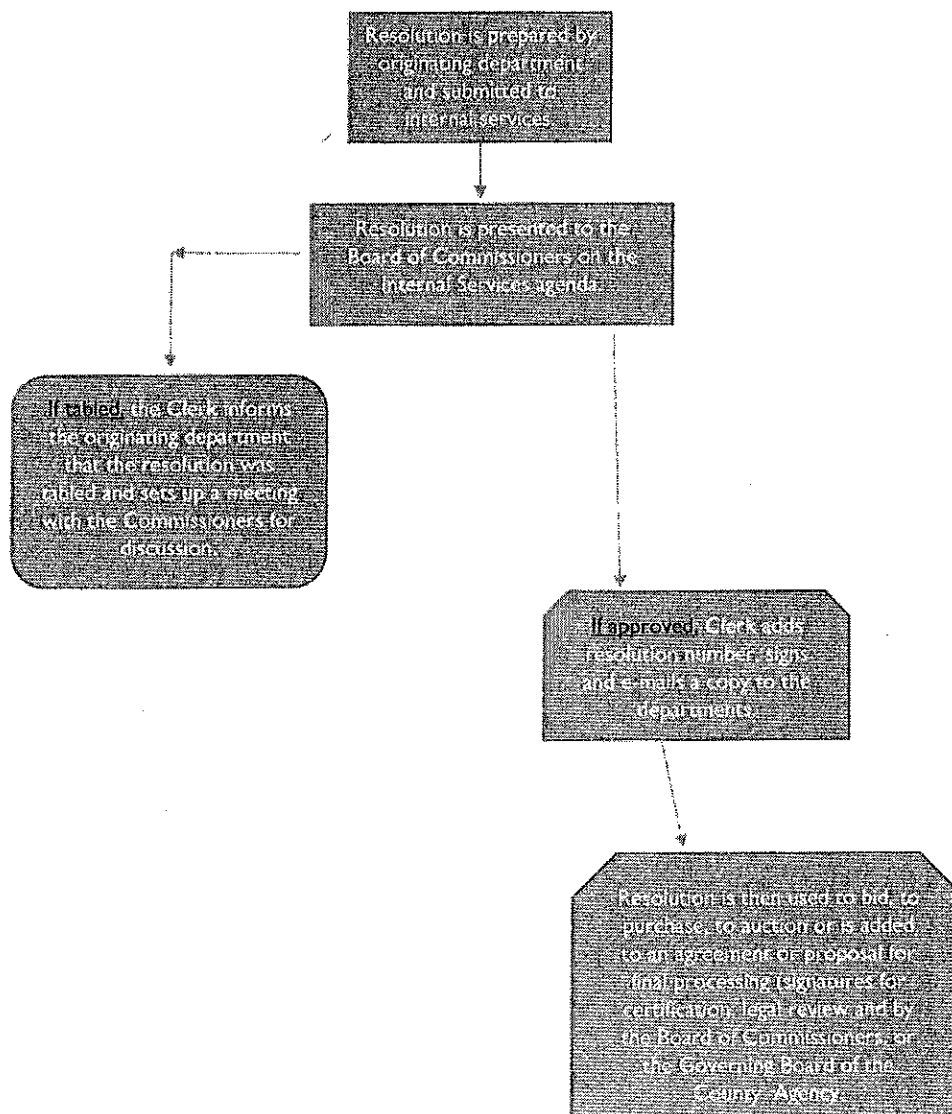 Resolution is prepared by
originating department
and submitted to
internal services
Resolution is presented to the
Board of Commissioners on the
Internal Services agenda.
If tabled, the Clerk informs
the originating department
that the resolution was
tabled and sets up a meeting
with the Commissioners for
discussion.
If approved, Clerk adds
resolution number, signs
and e-mails a copy to the
departments.
Resolution is then used to bid, to
purchase, to auction or is added
to an agreement or proposal for
final processing (signatures for
certification, legal review and by
the Board of Commissioners, or
the Governing Board of the
County Agency.